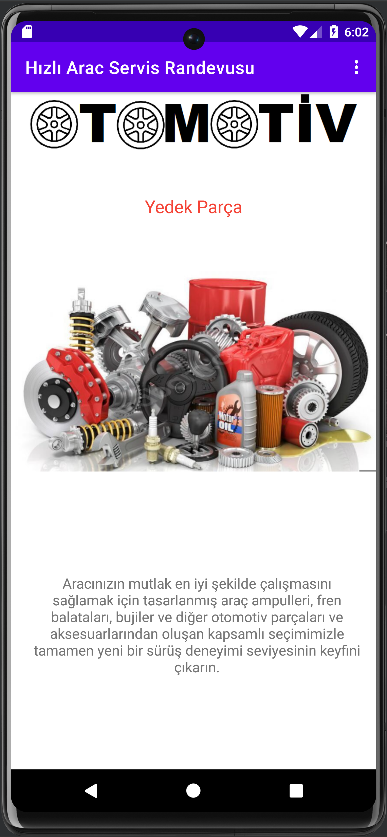 6:02
Hızlı Arac Servis Randevusu
OTOMOTİV
Yedek Parça
MOTOR
OIL
Aracınızın mutlak en iyi şekilde çalışmasını
sağlamak için tasarlanmış araç ampulleri, fren
balataları, bujiler ve diğer otomotiv parçaları ve
aksesuarlarından oluşan kapsamlı seçimimizle
tamamen yeni bir sürüş deneyimi seviyesinin keyfini
çıkarın.